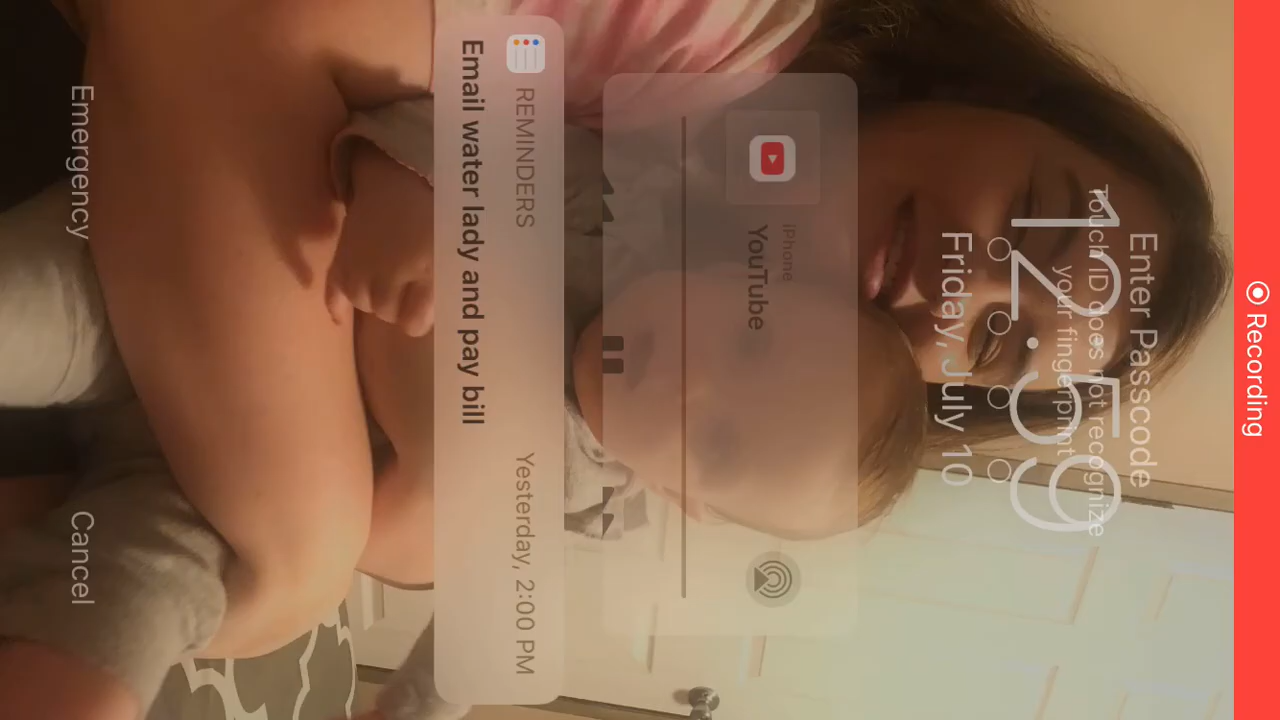 Recording
Enter Passcode
Touch ID does not recognize
your fingerprint
12:59
Friday, July 10
iPhone
YouTube
REMINDERS Yesterday, 2:00 PM
Email water lady and pay bill
Emergency Cancel